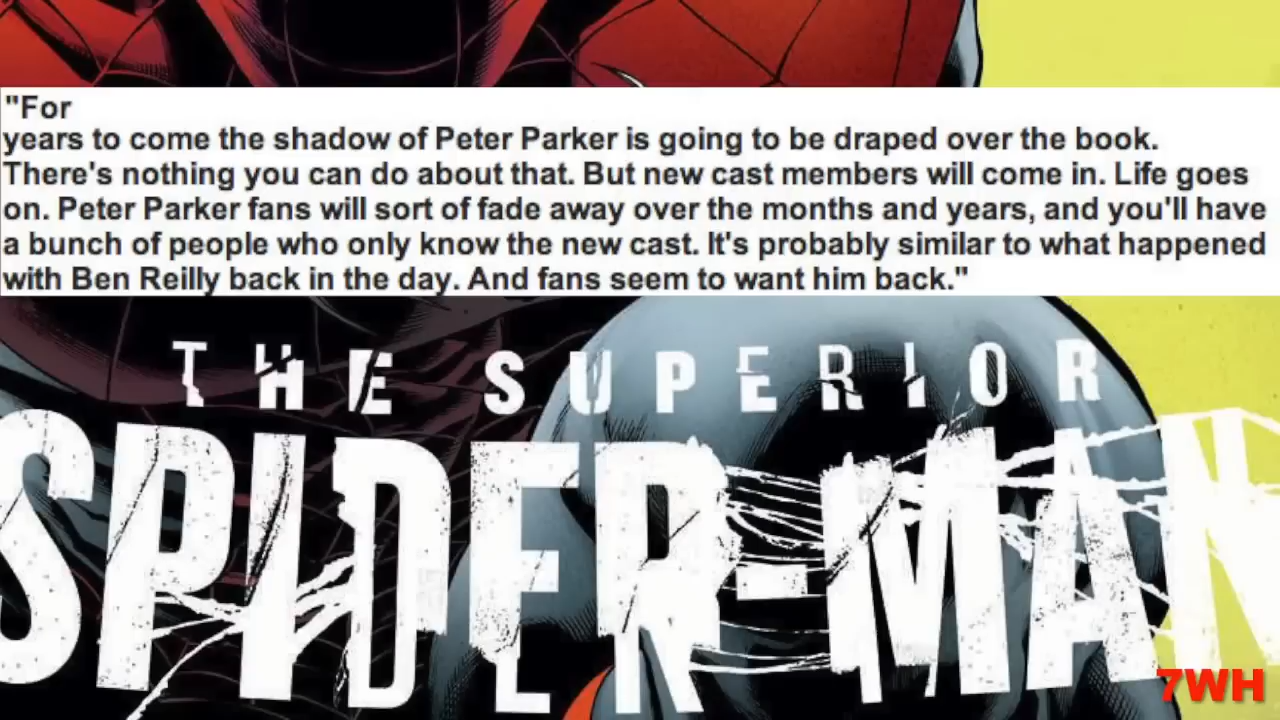 "For
years to come the shadow of Peter Parker is going to be draped over the book.
There's nothing you can do about that. But new cast members will come in. Life goes
on. Peter Parker fans will sort of fade away over the months and years, and you'll have
a bunch of people who only know the new cast. It's probably similar to what happened
with Ben Reilly back in the day. And fans seem to want him back."
THE SUPERIOR
SPIDER-MAN
7WH